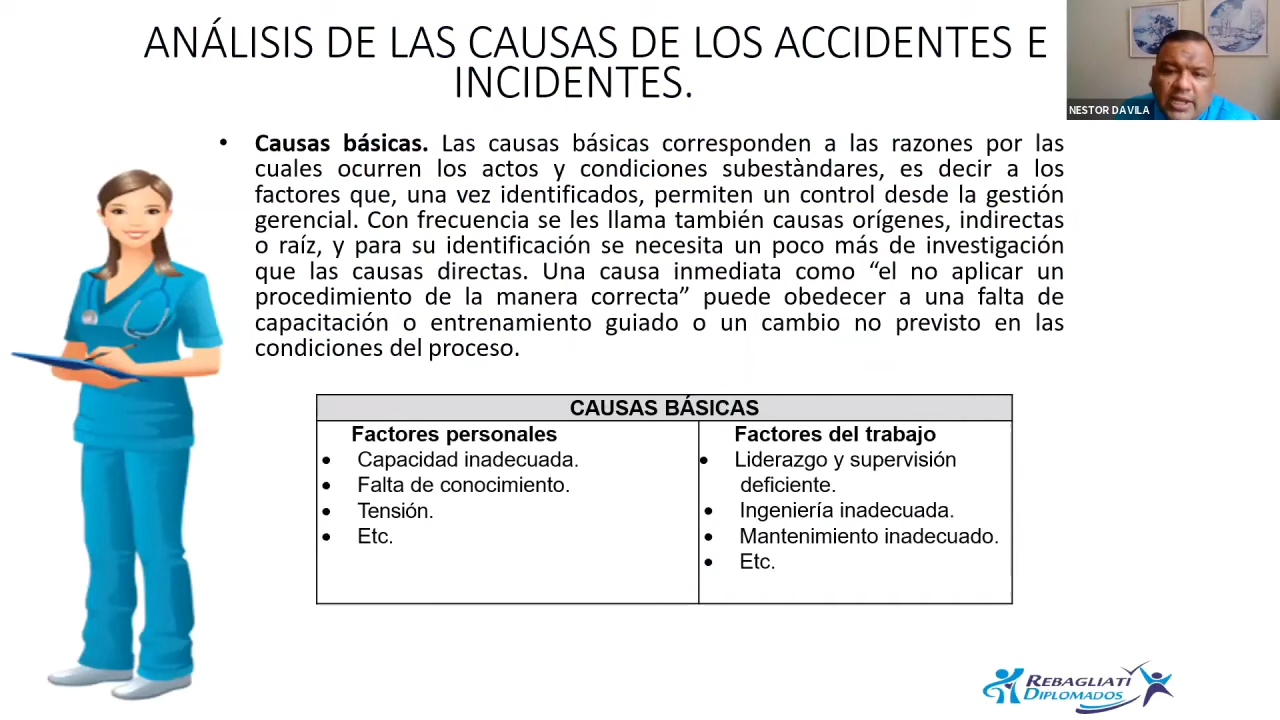 ANÁLISIS DE LAS CAUSAS DE LOS ACCIDENTES E
INCIDENTES.
NESTOR DAVILA
• Causas básicas. Las causas básicas corresponden a las razones por las
cuales ocurren los actos y condiciones subestàndares, es decir a los
factores que, una vez identificados, permiten un control desde la gestión
gerencial. Con frecuencia se les llama también causas orígenes, indirectas
o raíz, y para su identificación se necesita un poco más de investigación
que las causas directas. Una causa inmediata como “el no aplicar un
procedimiento de la manera correcta” puede obedecer a una falta de
capacitación o entrenamiento guiado o un cambio no previsto en las
condiciones del proceso.
CAUSAS BÁSICAS
Factores personales
• Capacidad inadecuada.
• Falta de conocimiento.
• Tensión.
• Etc.
Factores del trabajo
• Liderazgo y supervisión
deficiente.
• Ingeniería inadecuada.
• Mantenimiento inadecuado.
• Etc.
REBAGLIATI
DIPLOMADOS